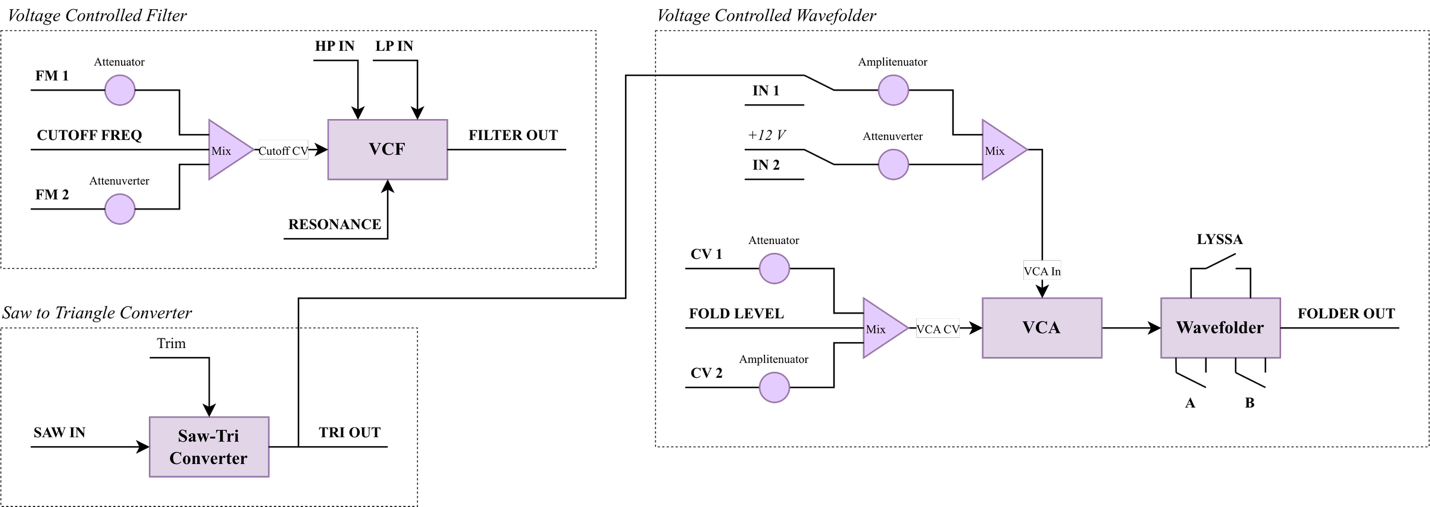 Voltage Controlled Filter
HP IN
LP IN
Attenuator
FM 1
CUTOFF FREQ
Mix
Cutoff CV
VCF
FILTER OUT
Attenuverter
FM 2
RESONANCE
Saw to Triangle Converter
Trim
SAW IN
Saw-Tri
Converter
TRI OUT
Voltage Controlled Wavefolder
Amplitenuator
IN 1
+12 V
Attenuverter
Mix
IN 2
Attenuator
CV 1
VCA In
LYSSA
FOLD LEVEL
Mix
VCA CV
VCA
Wavefolder
FOLDER OUT
Amplitenuator
CV 2
A
B